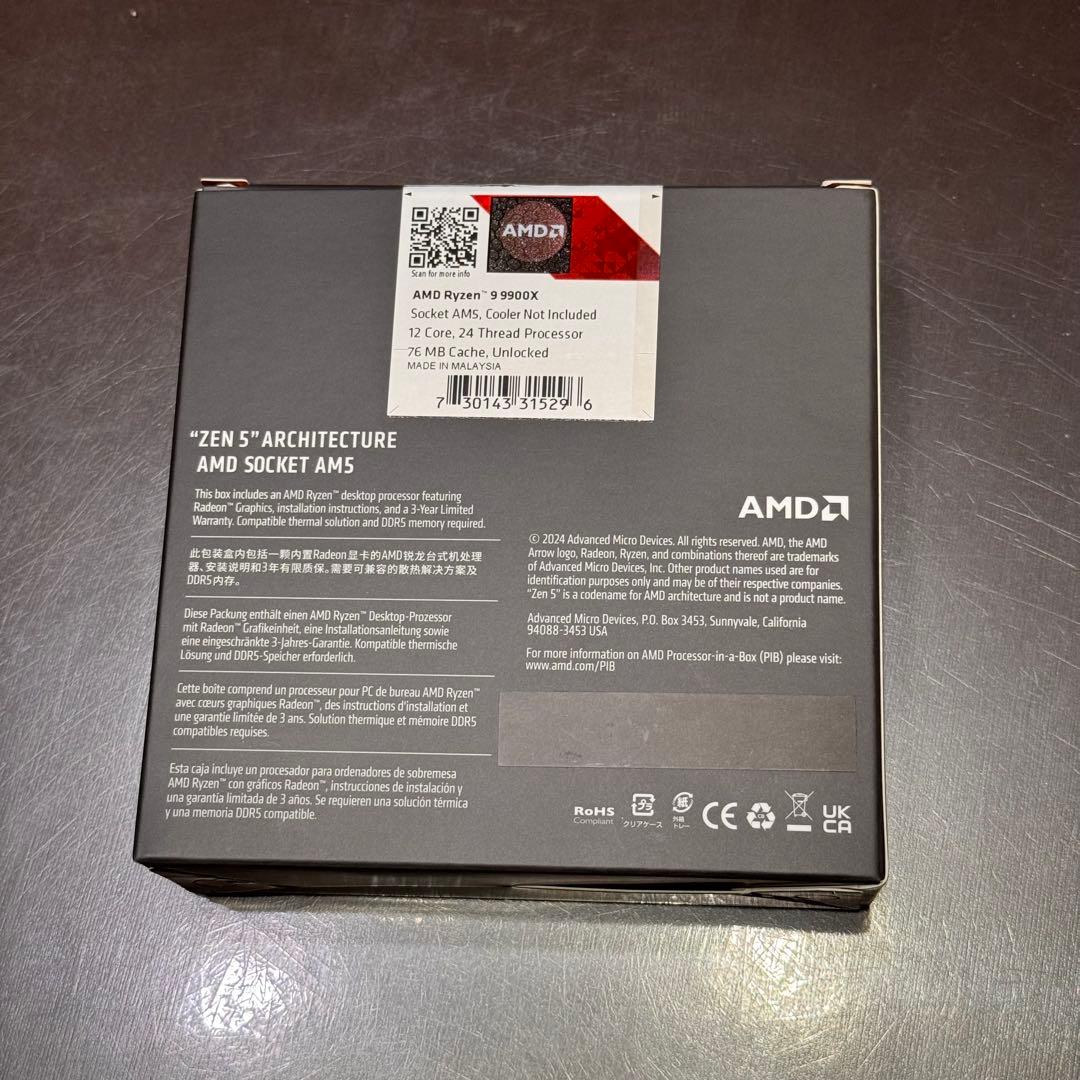 Scan for more info
AMD
AMD Ryzen™ 9 9900X
Socket AM5, Cooler Not Included
12 Core, 24 Thread Processor
76 MB Cache, Unlocked
MADE IN MALAYSIA
7 30143 31529 6
“ZEN 5” ARCHITECTURE
AMD SOCKET AM5
This box includes an AMD Ryzen™ desktop processor featuring
Radeon™ Graphics, installation instructions, and a 3-Year Limited
Warranty. Compatible thermal solution and DDR5 memory required.
此包装盒内包括一颗内置Radeon显卡的AMD锐龙台式机处理
器、安装说明和3年有限质保。需要可兼容的散热解决方案及
DDR5内存。
Diese Packung enthält einen AMD Ryzen™ Desktop-Prozessor
mit Radeon™ Grafikeinheit, eine Installationsanleitung sowie
eine eingeschränkte 3-Jahres-Garantie. Kompatible thermische
Lösung und DDR5-Speicher erforderlich.
Cette boîte comprend un processeur pour PC de bureau AMD Ryzen™
avec cœurs graphiques Radeon™, des instructions d'installation et
une garantie limitée de 3 ans. Solution thermique et mémoire DDR5
compatibles requises.
Esta caja incluye un procesador para ordenadores de sobremesa
AMD Ryzen™ con gráficos Radeon™, instrucciones de instalación y
una garantía limitada de 3 años. Se requieren una solución térmica
y una memoria DDR5 compatible.
AMD
© 2024 Advanced Micro Devices. All rights reserved. AMD, the AMD
Arrow logo, Radeon, Ryzen, and combinations thereof are trademarks
of Advanced Micro Devices, Inc. Other product names used are for
identification purposes only and may be of their respective companies.
“Zen 5” is a codename for AMD architecture and is not a product name.
Advanced Micro Devices, P.O. Box 3453, Sunnyvale, California
94088-3453 USA
For more information on AMD Processor-in-a-Box (PIB) please visit:
www.amd.com/PIB
RoHS
Compliant
プラ
クリアケース
紙
外箱
トレー
CE
CB
UK
CA